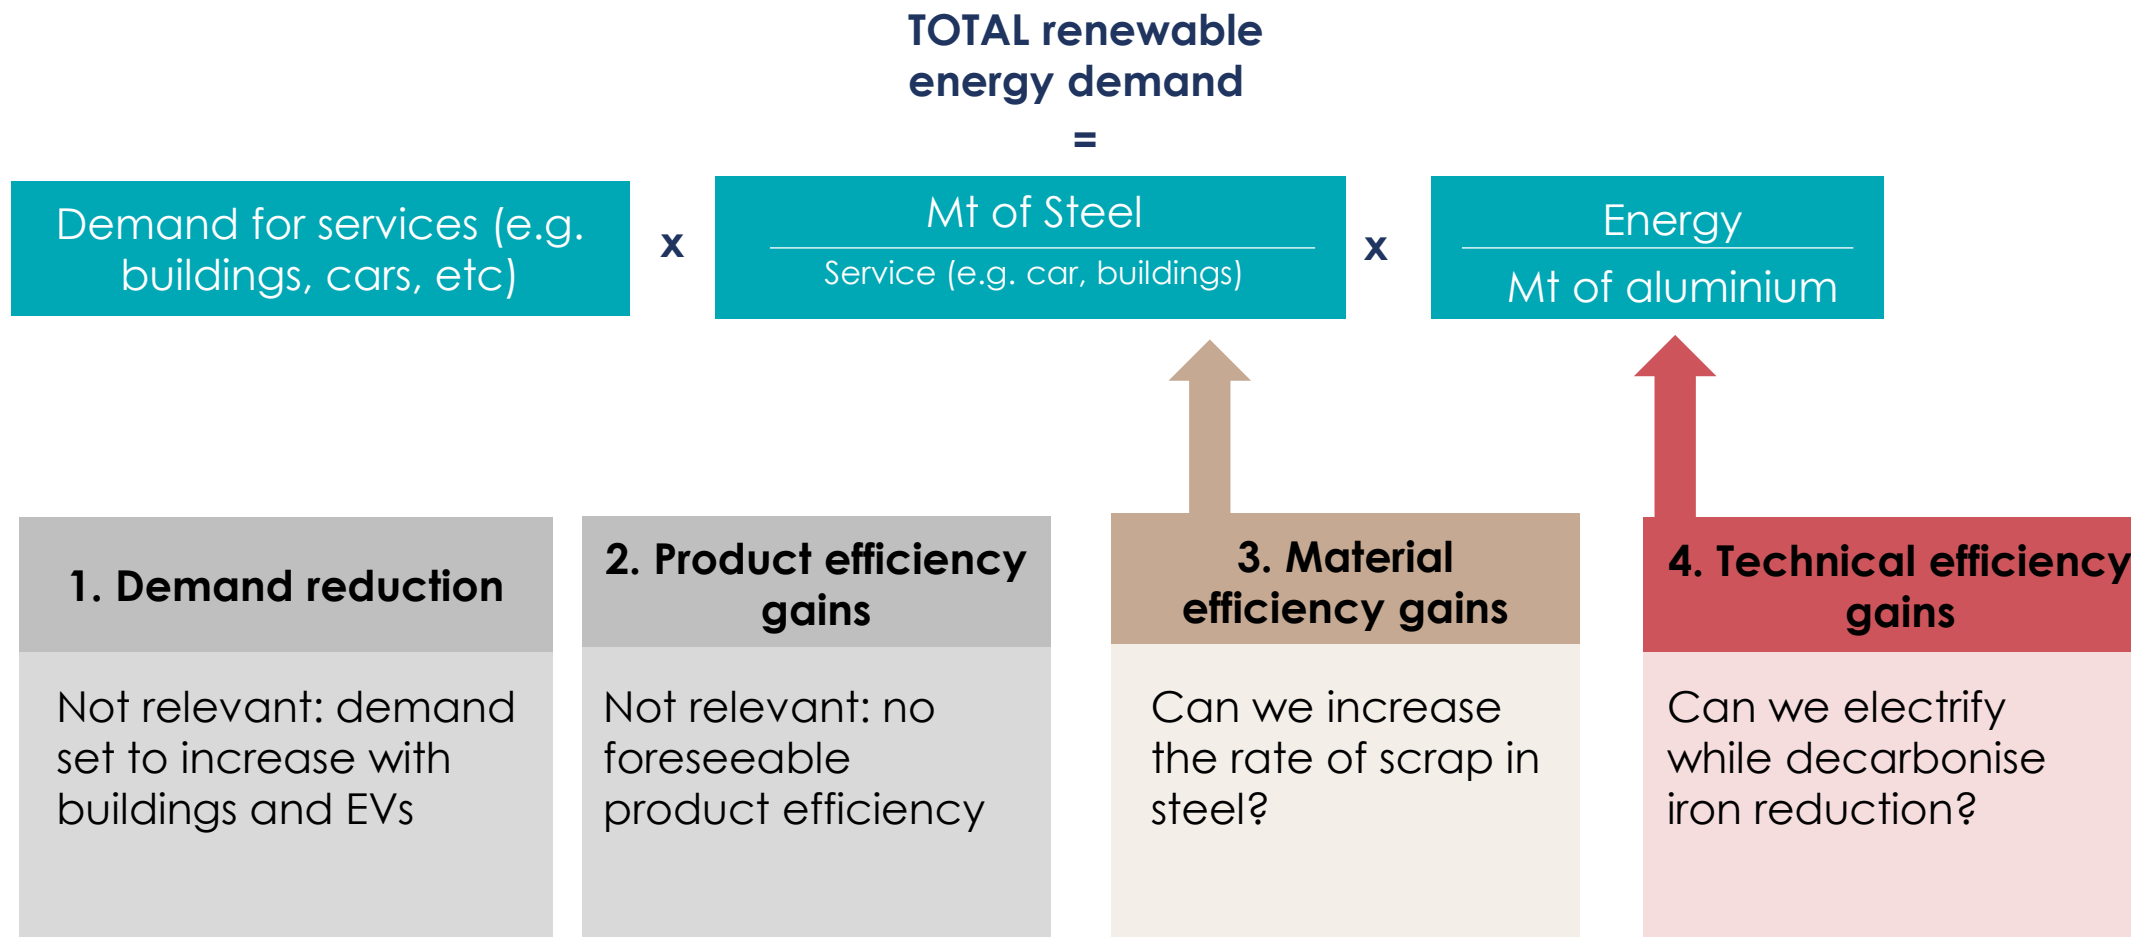 TOTAL renewable
energy demand
=
Demand for services (e.g.
buildings, cars, etc)
x
Mt of Steel
Service (e.g. car, buildings)
x
Energy
Mt of aluminium
1. Demand reduction
Not relevant: demand
set to increase with
buildings and EVs
2. Product efficiency
gains
Not relevant: no
foreseeable
product efficiency
3. Material
efficiency gains
Can we increase
the rate of scrap in
steel?
4. Technical efficiency
gains
Can we electrify
while decarbonise
iron reduction?